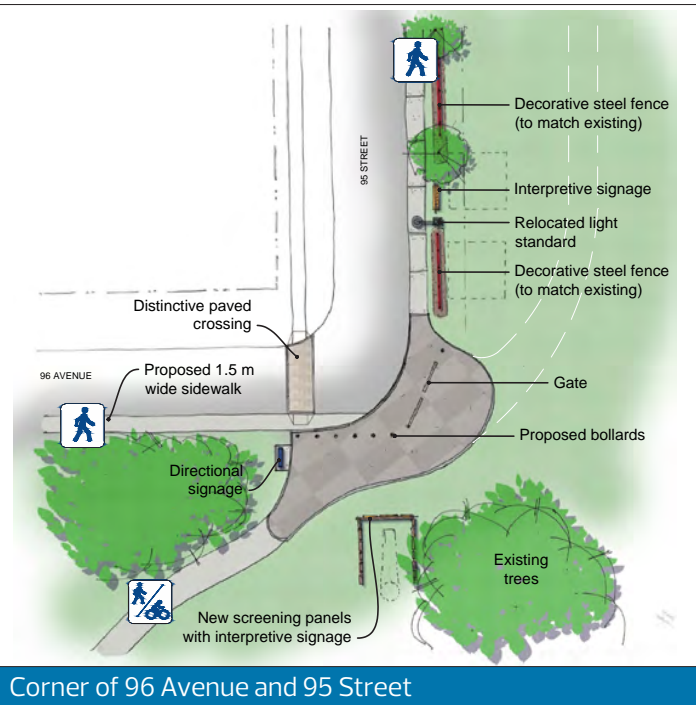 Decorative steel fence
(to match existing)
95 STREET
Interpretive signage
Relocated light
standard
Decorative steel fence
(to match existing)
Distinctive paved
crossing
96 AVENUE
Proposed 1.5 m
wide sidewalk
Gate
Proposed bollards
Directional
signage
Existing
trees
New screening panels
with interpretive signage
Corner of 96 Avenue and 95 Street